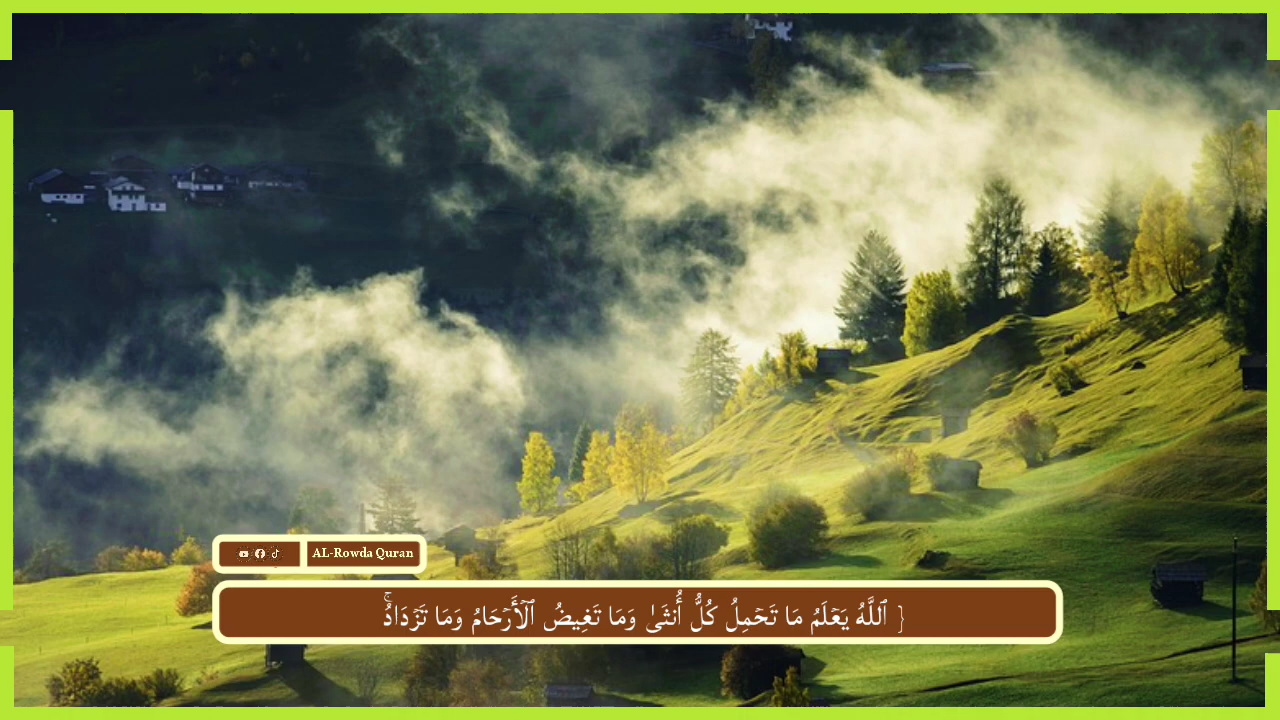 AL-Rowda Quran
{ ٱللَّهُ يَعۡلَمُ مَا تَحۡمِلُ كُلُّ أُنثَىٰ وَمَا تَغِيضُ ٱلۡأَرۡحَامُ وَمَا تَزۡدَادُۚ